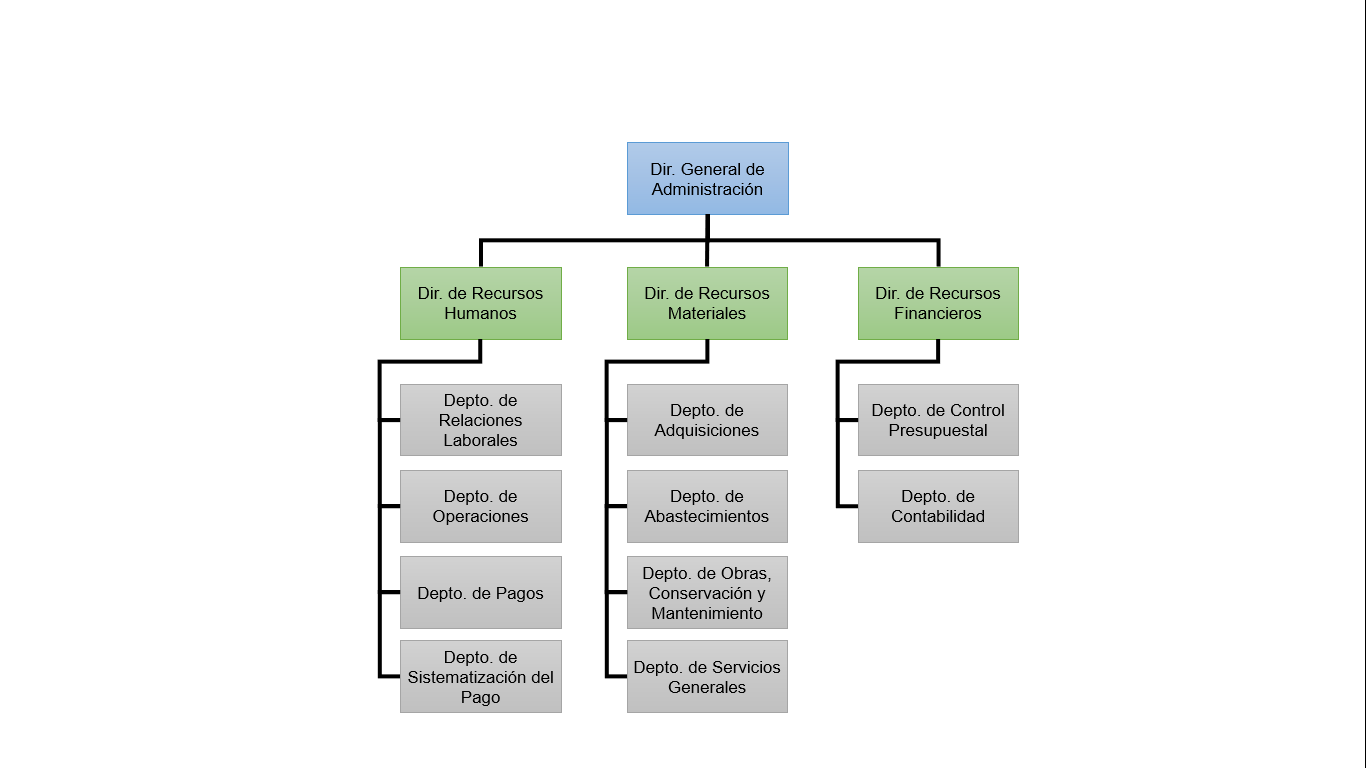 Dir. General de
Administración
Dir. de Recursos
Humanos
Dir. de Recursos
Materiales
Dir. de Recursos
Financieros
Depto. de
Relaciones
Laborales
Depto. de
Operaciones
Depto. de Pagos
Depto. de
Sistematización del
Pago
Depto. de
Adquisiciones
Depto. de
Abastecimientos
Depto. de Obras,
Conservación y
Mantenimiento
Depto. de Servicios
Generales
Depto. de Control
Presupuestal
Depto. de
Contabilidad